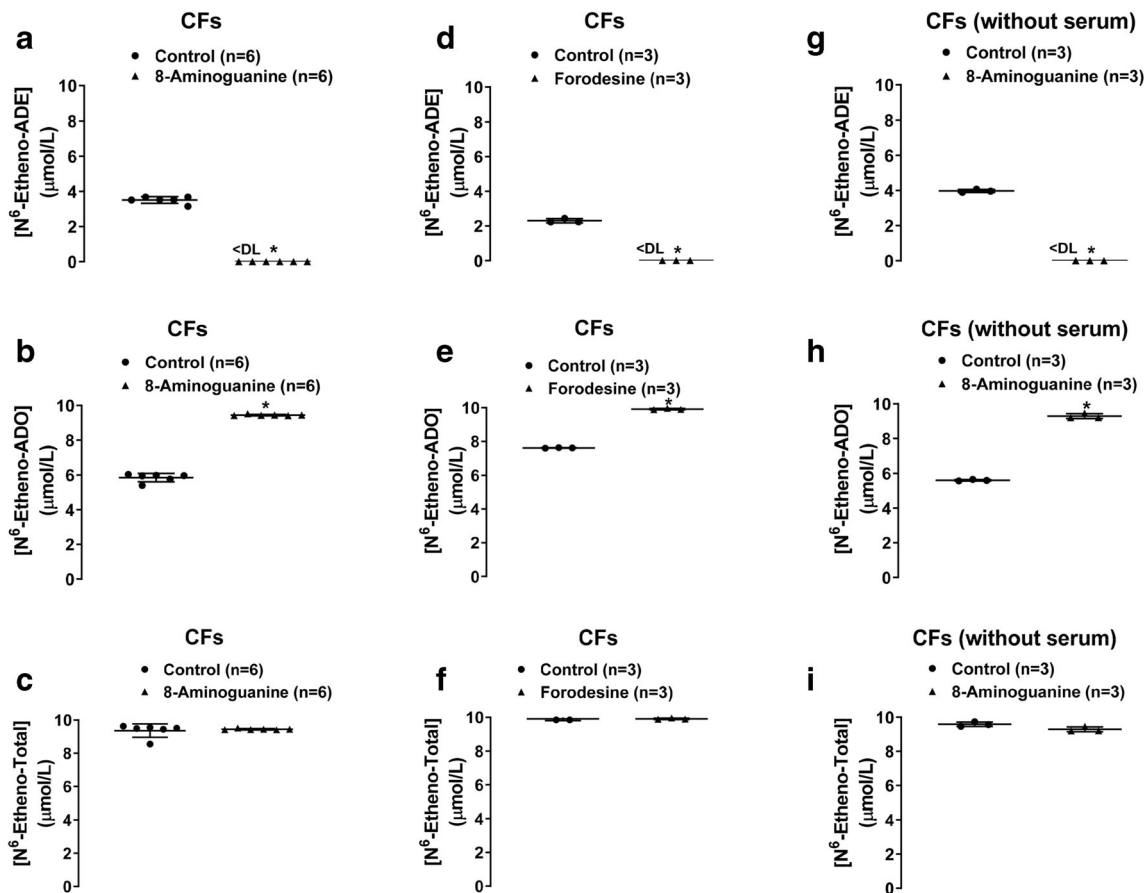 a
CFs
Control (n=6)
8-Aminoguanine (n=6)
[N⁶-Etheno-ADE]
(µmol/L)
10
8
6
4
2
0
<DL *
d
CFs
Control (n=3)
Forodesine (n=3)
[N⁶-Etheno-ADE]
(µmol/L)
10
8
6
4
2
0
<DL *
g
CFs (without serum)
Control (n=3)
8-Aminoguanine (n=3)
[N⁶-Etheno-ADE]
(µmol/L)
10
8
6
4
2
0
<DL *
b
CFs
Control (n=6)
8-Aminoguanine (n=6)
[N⁶-Etheno-ADO]
(µmol/L)
10
8
6
4
2
0
*
e
CFs
Control (n=3)
Forodesine (n=3)
[N⁶-Etheno-ADO]
(µmol/L)
10
8
6
4
2
0
*
h
CFs (without serum)
Control (n=3)
8-Aminoguanine (n=3)
[N⁶-Etheno-ADO]
(µmol/L)
10
8
6
4
2
0
*
c
CFs
Control (n=6)
8-Aminoguanine (n=6)
[N⁶-Etheno-Total]
(µmol/L)
10
8
6
4
2
0
f
CFs
Control (n=3)
Forodesine (n=3)
[N⁶-Etheno-Total]
(µmol/L)
10
8
6
4
2
0
i
CFs (without serum)
Control (n=3)
8-Aminoguanine (n=3)
[N⁶-Etheno-Total]
(µmol/L)
10
8
6
4
2
0